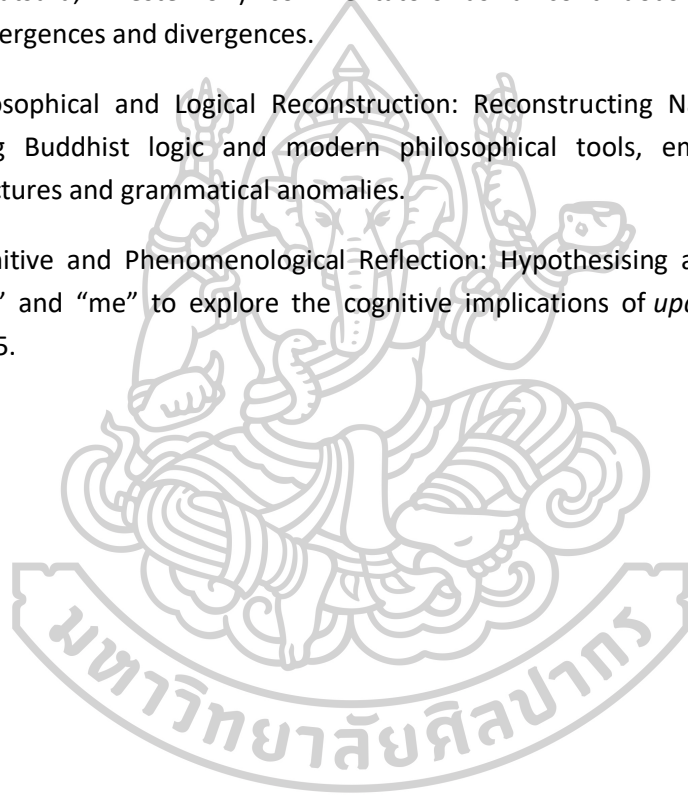 ergences and divergences.
osophical and Logical Reconstruction: Reconstructing
g Buddhist logic and modern philosophical tools, en
ctures and grammatical anomalies.
nitive and Phenomenological Reflection: Hypothesising a
” and “me” to explore the cognitive implications of upa
5.
มหาวิทยาลัยศิลปากร